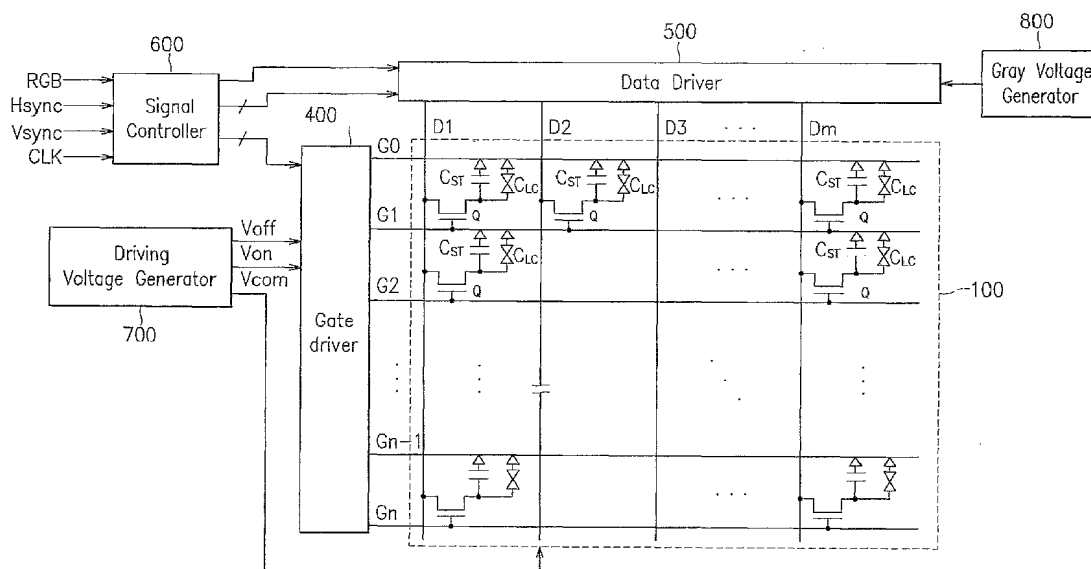 600
500
800
RGB
Hsync
Vsync
CLK
Signal
Controller
Data Driver
Gray Voltage
Generator
400
D1
D2
D3
...
Dm
G0
CST
CLC
CST
CLC
CST
CLC
Q
Q
Q
G1
CST
CLC
CST
CLC
Q
Q
G2
Driving
Voltage Generator
Voff
Von
Vcom
700
Gate
driver
100
Gn-1
Gn